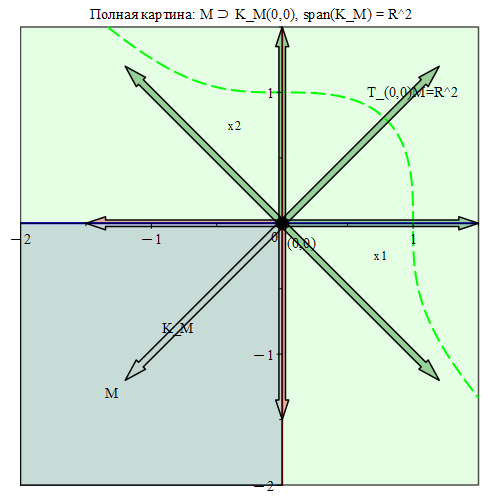 Полная картина: M ⊃ K_M(0,0), span(K_M) = R^2
1
T_(0,0)M=R^2
x2
−2
−1
0
1
(0,0)
x1
K_M
−1
M
−2